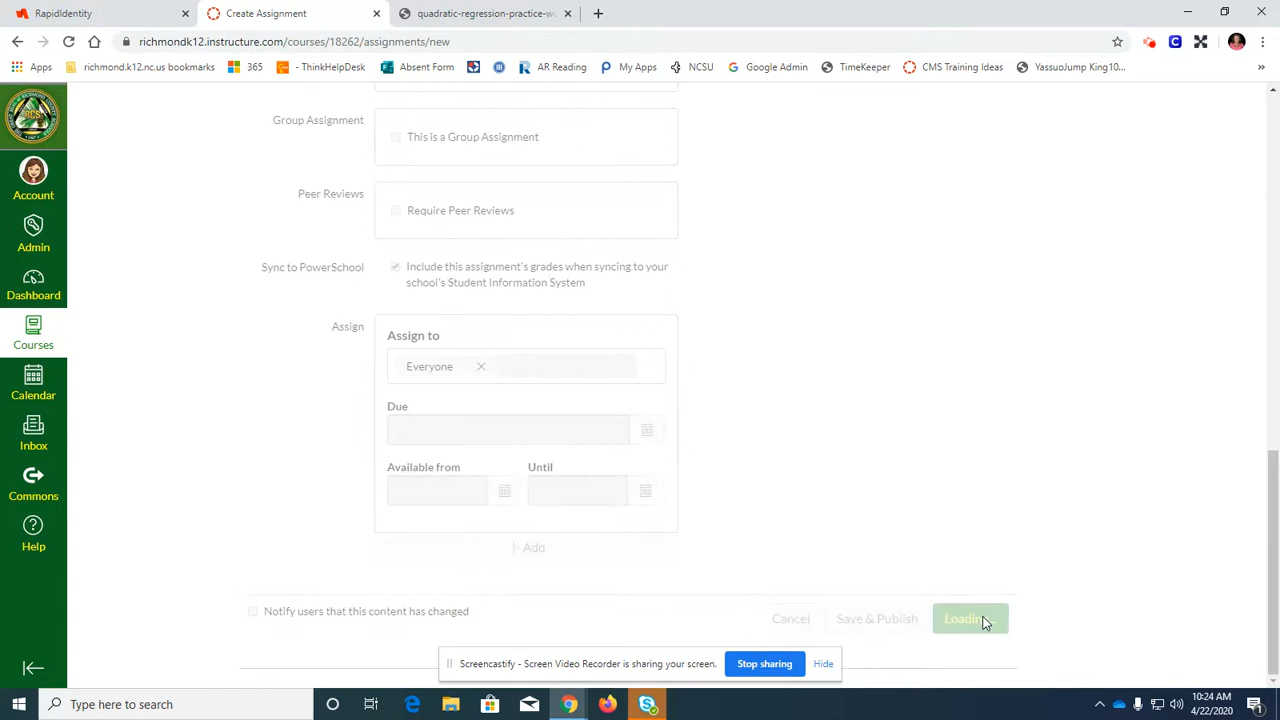 RapidIdentity
Create Assignment
quadratic-regression-practice-wo
richmondk12.instructure.com/courses/18262/assignments/new
Apps
richmond.k12.nc.us bookmarks
365
- ThinkHelpDesk
Absent Form
AR Reading
My Apps
NCSU
Google Admin
TimeKeeper
CMS Training Ideas
YassuoJump King10...
Group Assignment
This is a Group Assignment
Account
Peer Reviews
Require Peer Reviews
Admin
Sync to PowerSchool
Include this assignment's grades when syncing to your
school's Student Information System
Dashboard
Assign
Assign to
Courses
Everyone
Calendar
Due
Inbox
Available from
Until
Commons
Help
+ Add
Notify users that this content has changed
Cancel
Save & Publish
Screencastify - Screen Video Recorder is sharing your screen.
Stop sharing
Hide
Type here to search
10:24 AM
4/22/2020